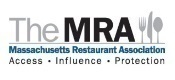 The MRA
Massachusetts Restaurant Association
Access · Influence · Protection